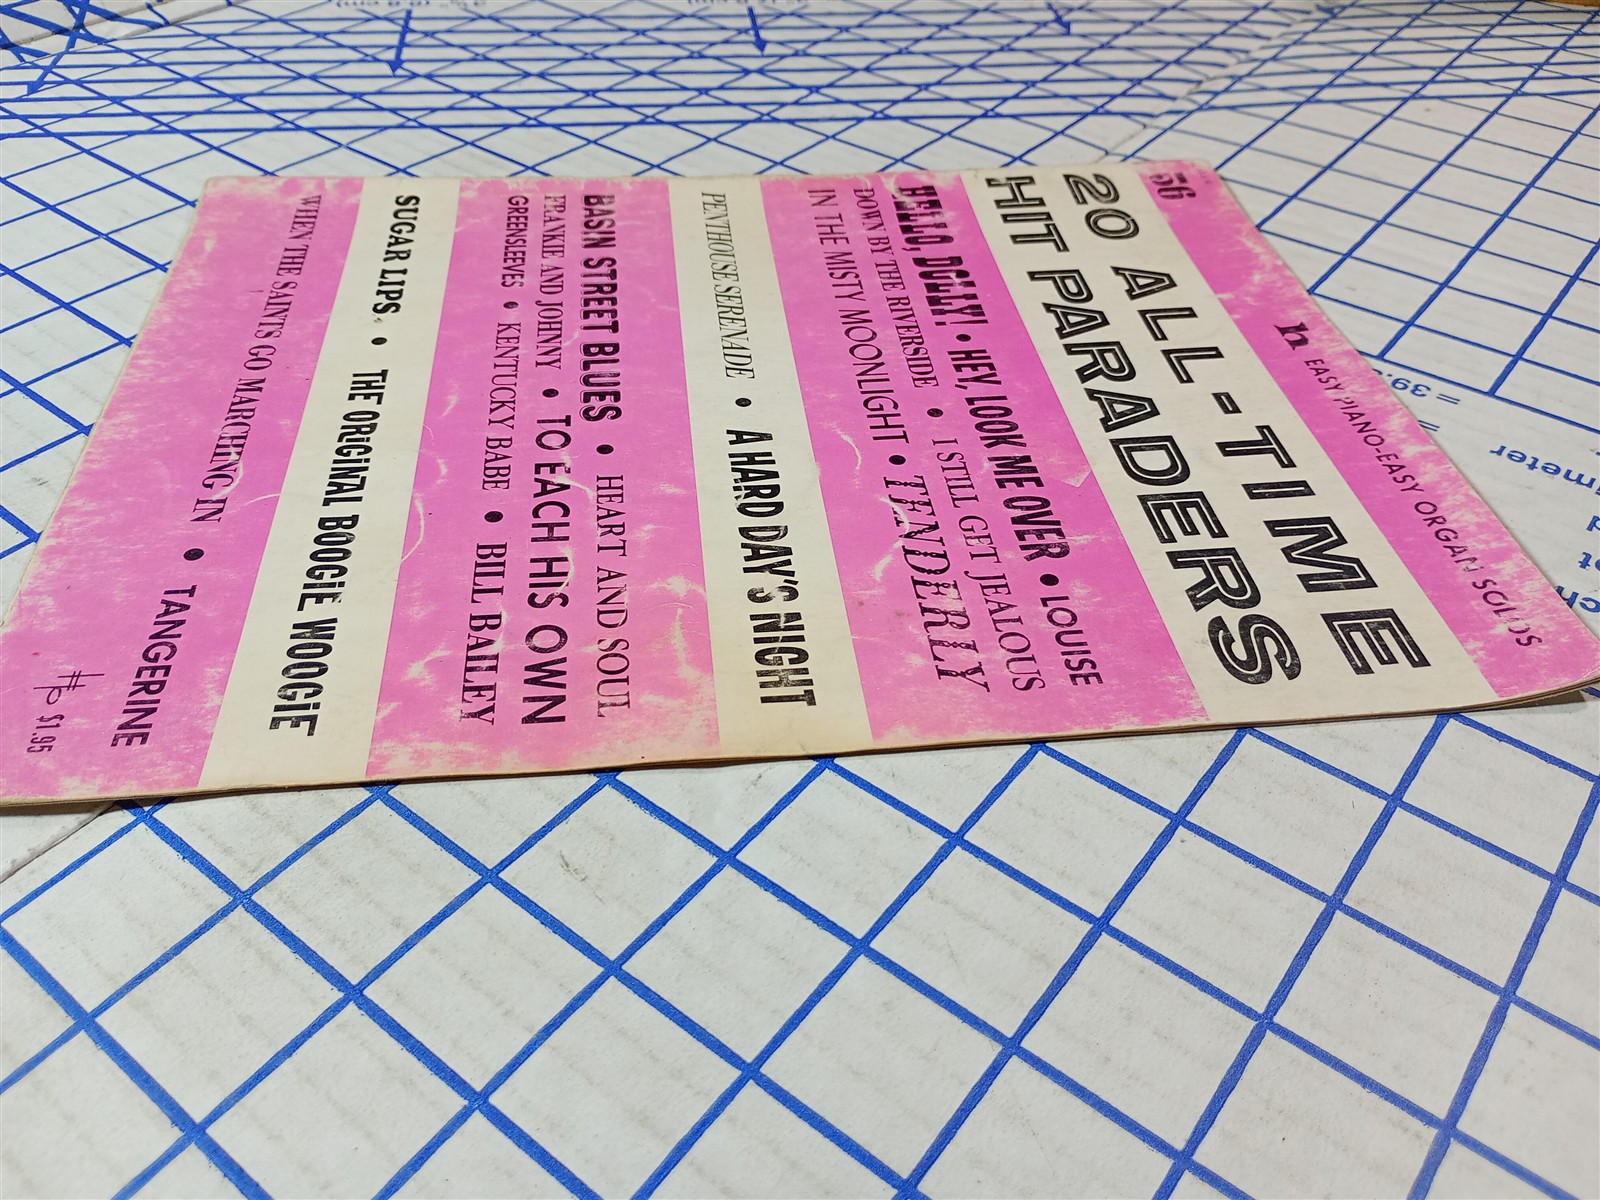 56
h EASY PIANO-EASY ORGAN SOLOS
20 ALL-TIME
HIT PARADERS
HELLO, DOLLY! • HEY, LOOK ME OVER • LOUISE
DOWN BY THE RIVERSIDE • I STILL GET JEALOUS
IN THE MISTY MOONLIGHT • TENDERLY
PENTHOUSE SERENADE • A HARD DAY'S NIGHT
BASIN STREET BLUES • HEART AND SOUL
FRANKIE AND JOHNNY • TO EACH HIS OWN
GREENSLEEVES • KENTUCKY BABE • BILL BAILEY
SUGAR LIPS • THE ORIGINAL BOOGIE WOOGIE
WHEN THE SAINTS GO MARCHING IN • TANGERINE
$1.95